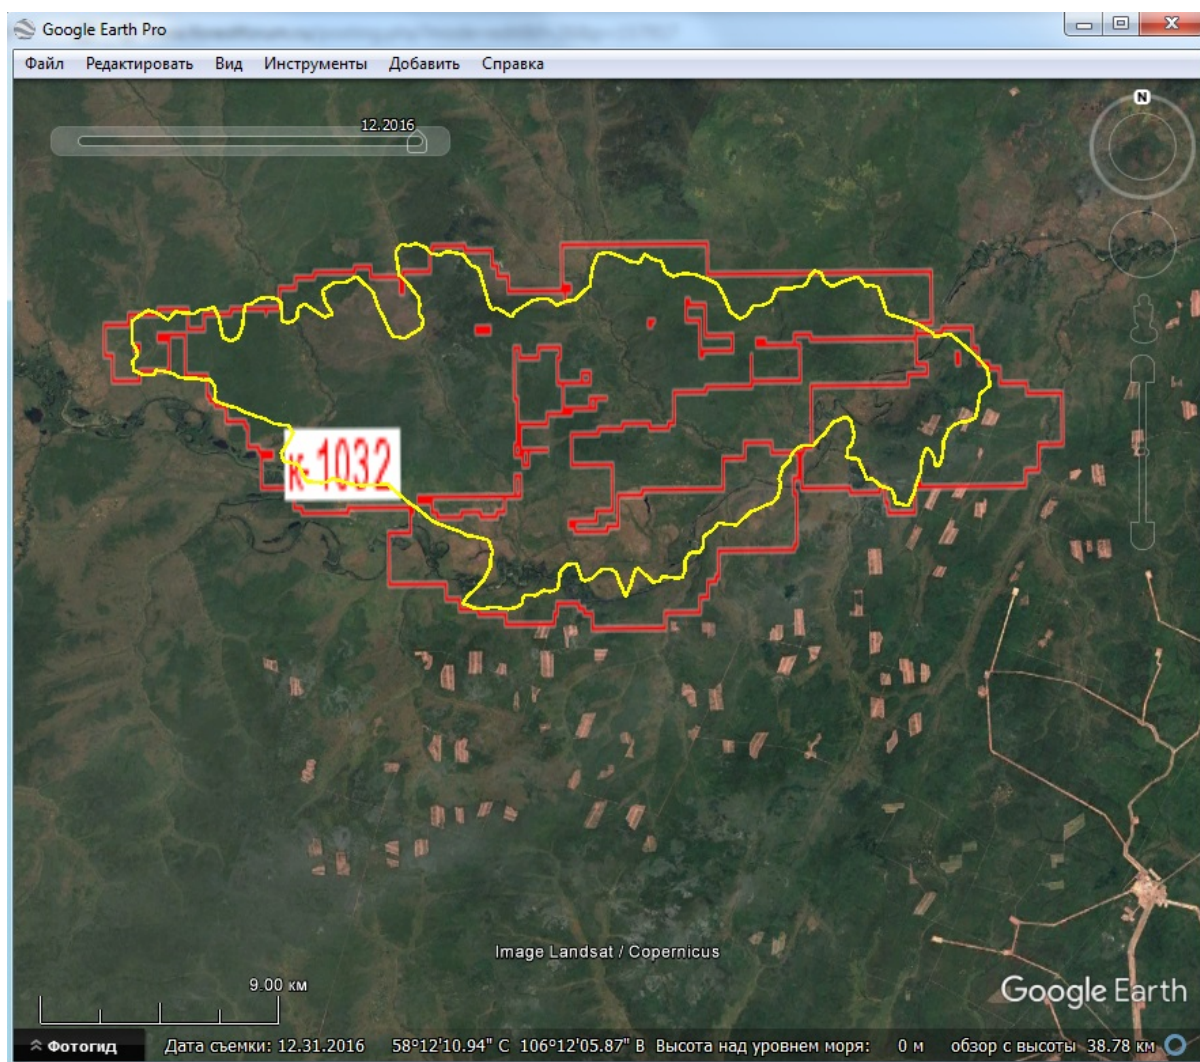 Google Earth Pro
Файл Редактировать Вид Инструменты Добавить Справка
N
12.2016
к-1032
Image Landsat / Copernicus
9.00 км
Google Earth
Фотогид Дата съемки: 12.31.2016 58°12'10.94" С 106°12'05.87" В Высота над уровнем моря: 0 м обзор с высоты 38.78 км